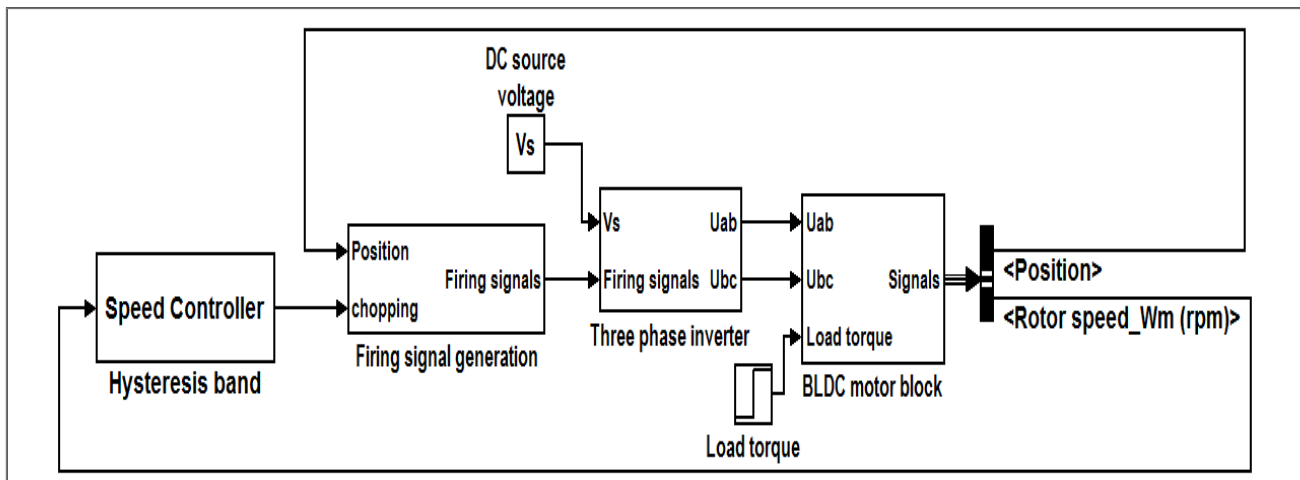 DC source
voltage
Vs
Position
Firing signals
chopping
Firing signal generation
Speed Controller
Hysteresis band
Vs
Uab
Firing signals
Ubc
Three phase inverter
Uab
Ubc
Signals
Load torque
BLDC motor block
Load torque
<Position>
<Rotor speed_Wm (rpm)>